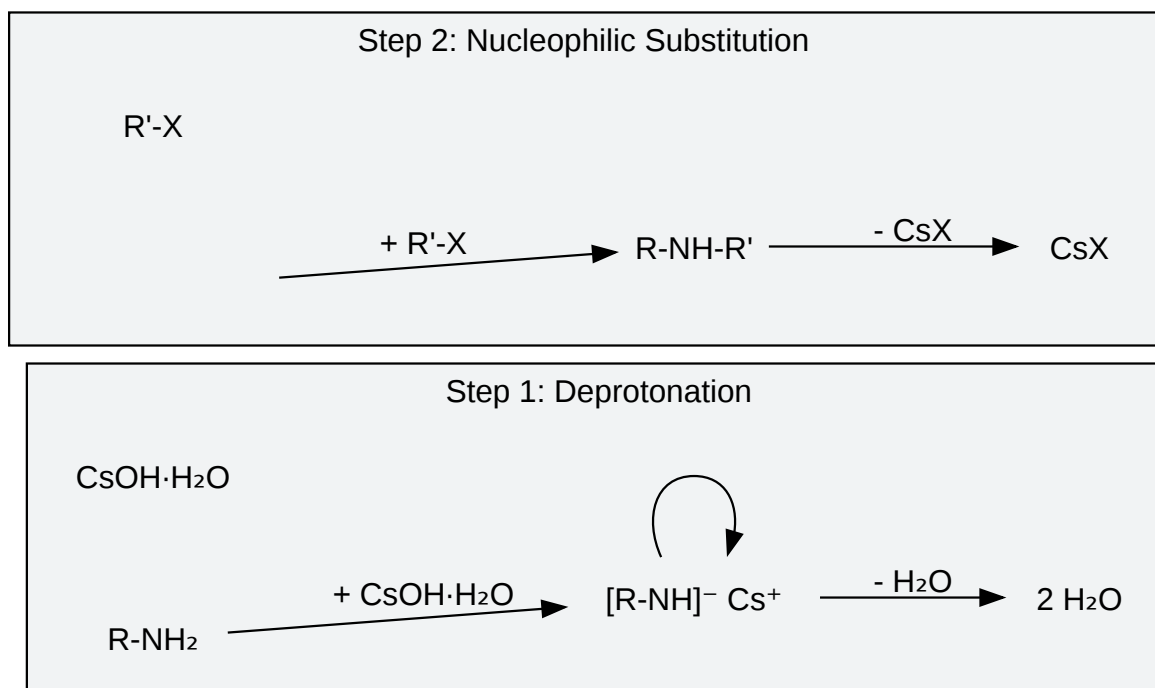 Step 2: Nucleophilic Substitution
R'-X
+ R'-X
R-NH-R'
- CsX
CsX
Step 1: Deprotonation
CsOH·H₂O
R-NH₂
+ CsOH·H₂O
[R-NH]⁻ Cs⁺
- H₂O
2 H₂O